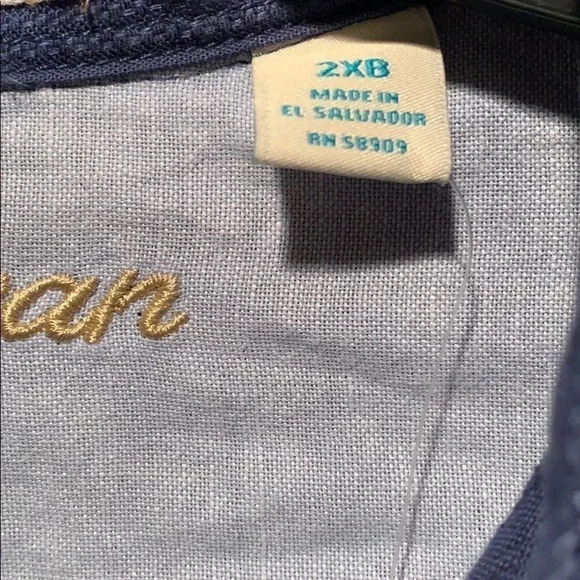 2XB
MADE IN
EL SALVADOR
RN 58909